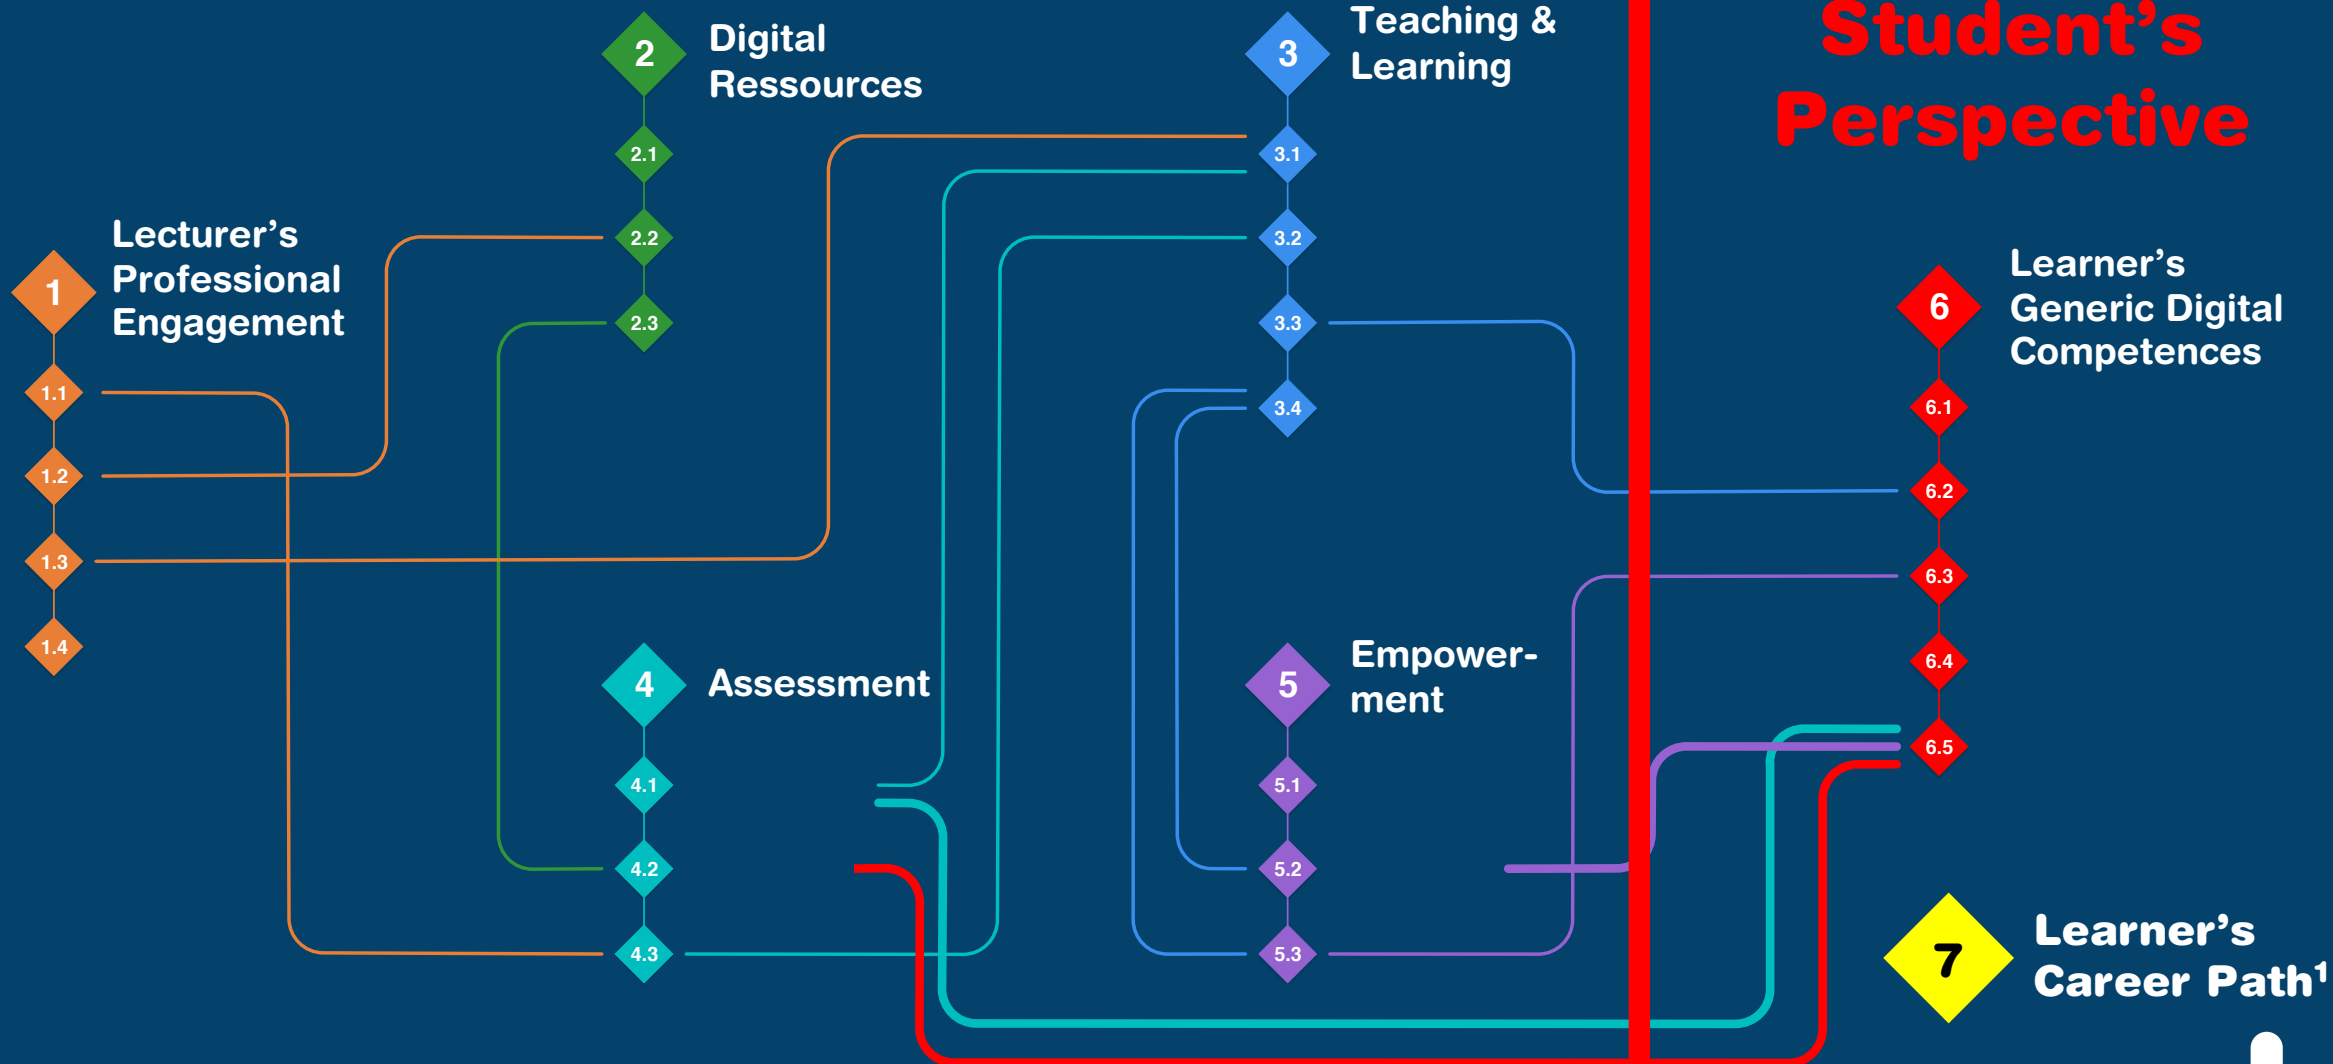 2
Digital
Ressources
2.1
2.2
2.3
3
Teaching &
Learning
3.1
3.2
3.3
3.4
Student’s
Perspective
1
Lecturer’s
Professional
Engagement
1.1
1.2
1.3
1.4
4
Assessment
4.1
4.2
4.3
5
Empower-
ment
5.1
5.2
5.3
6
Learner’s
Generic Digital
Competences
6.1
6.2
6.3
6.4
6.5
7
Learner’s
Career Path¹